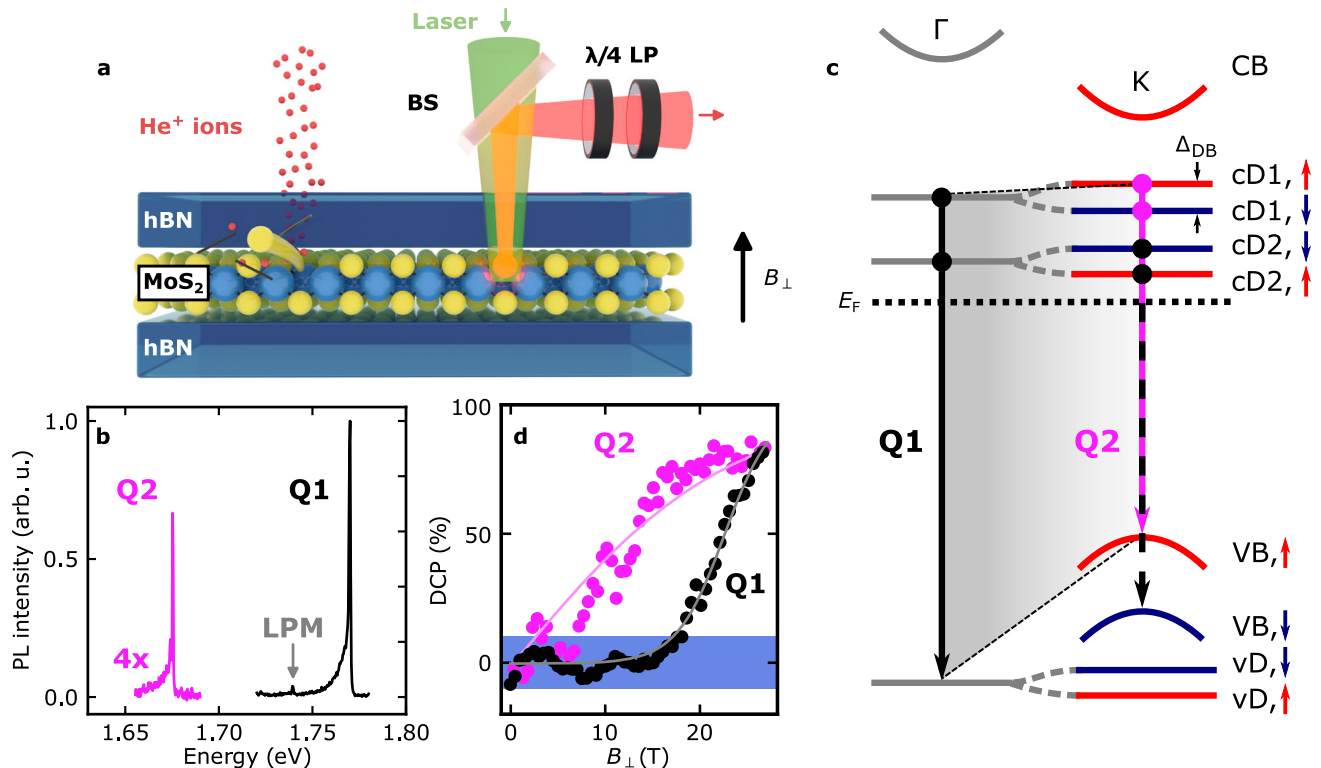 a
Laser
He⁺ ions
BS
λ/4 LP
hBN
MoS₂
hBN
B⊥
b
PL intensity (arb. u.)
1.0
0.5
0.0
Q2
4x
LPM
Q1
1.65
1.70
1.75
1.80
Energy (eV)
d
DCP (%)
100
50
0
Q2
Q1
0
10
20
B⊥(T)
c
Γ
K
CB
Δ_DB
cD1, ↑
cD1, ↓
cD2, ↓
cD2, ↑
E_F
Q1
Q2
VB, ↑
VB, ↓
vD, ↓
vD, ↑